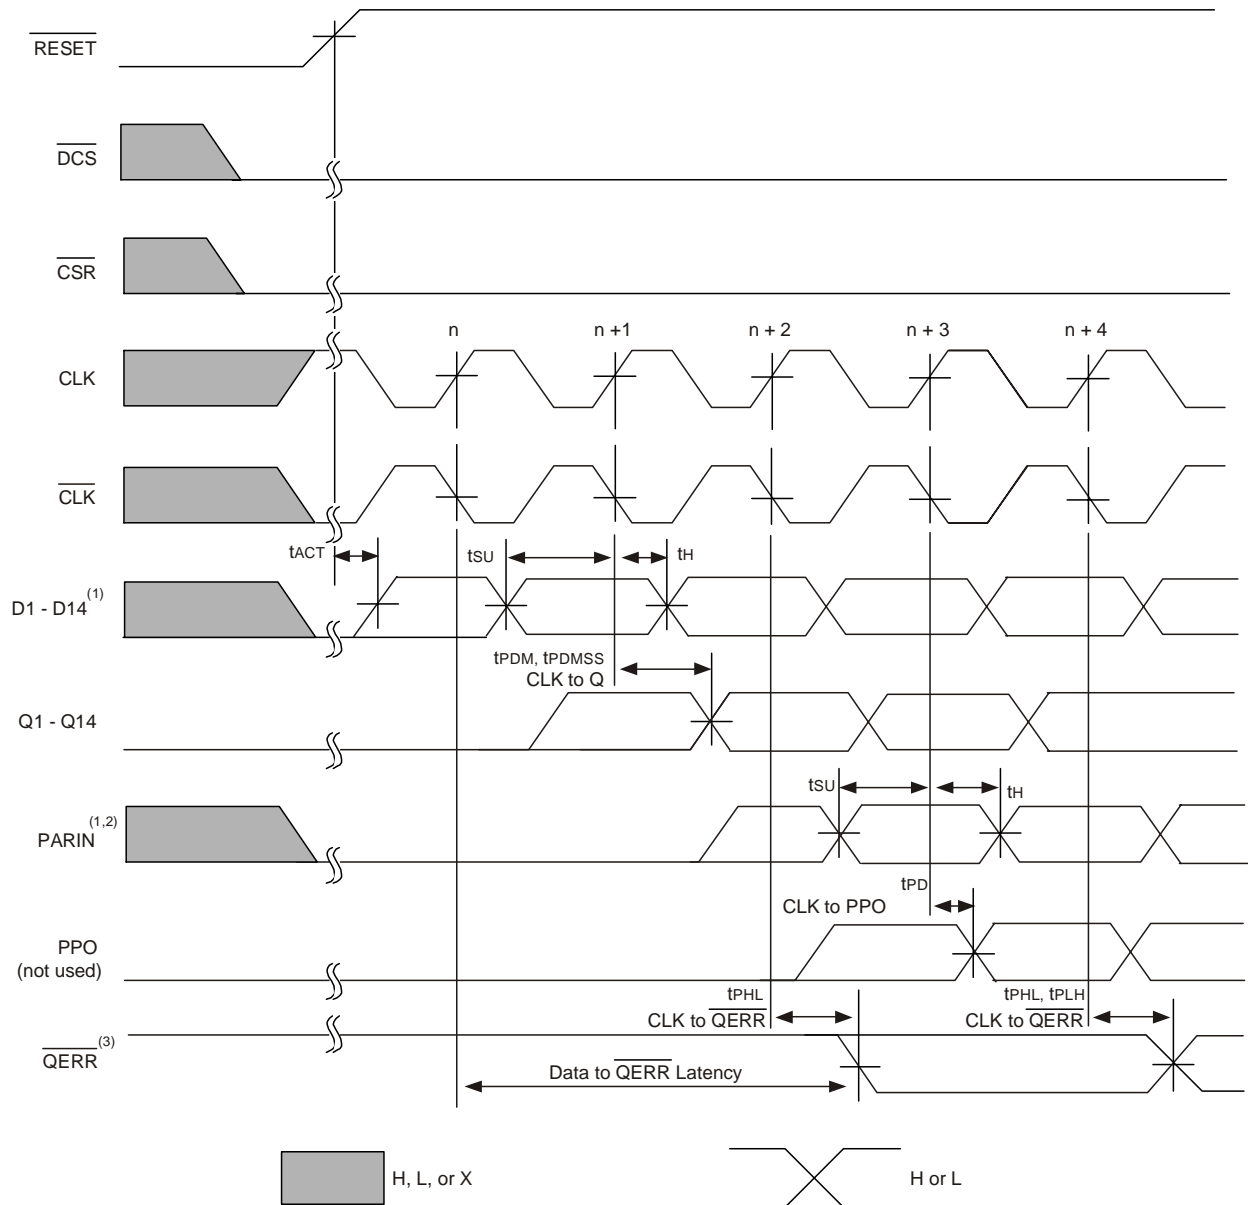 RESET
DCS
CSR
n n +1 n + 2 n + 3 n + 4
CLK
CLK
tACT tSU tH
D1 - D14(1)
tPDM, tPDMSS
CLK to Q
Q1 - Q14
tSU tH
PARIN(1,2)
tPD
CLK to PPO
PPO
(not used)
tPHL tPHL, tPLH
CLK to QERR CLK to QERR
QERR(3)
Data to QERR Latency
H, L, or X H or L